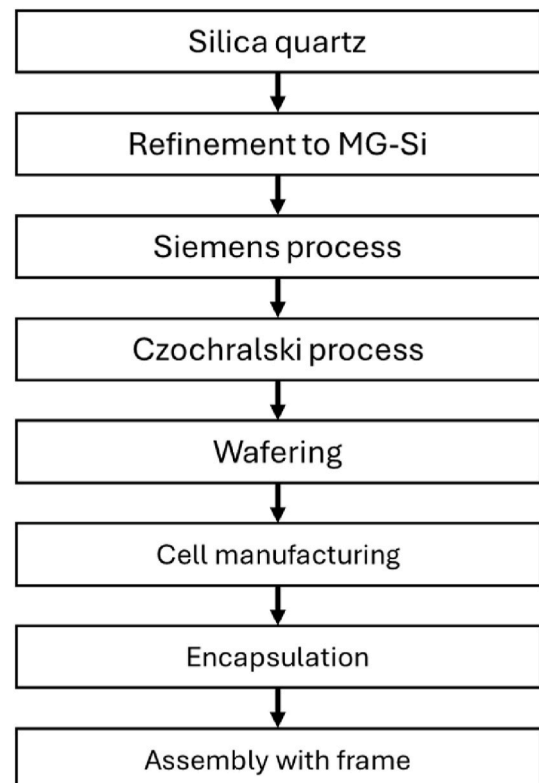 Silica quartz
Refinement to MG-Si
Siemens process
Czochralski process
Wafering
Cell manufacturing
Encapsulation
Assembly with frame